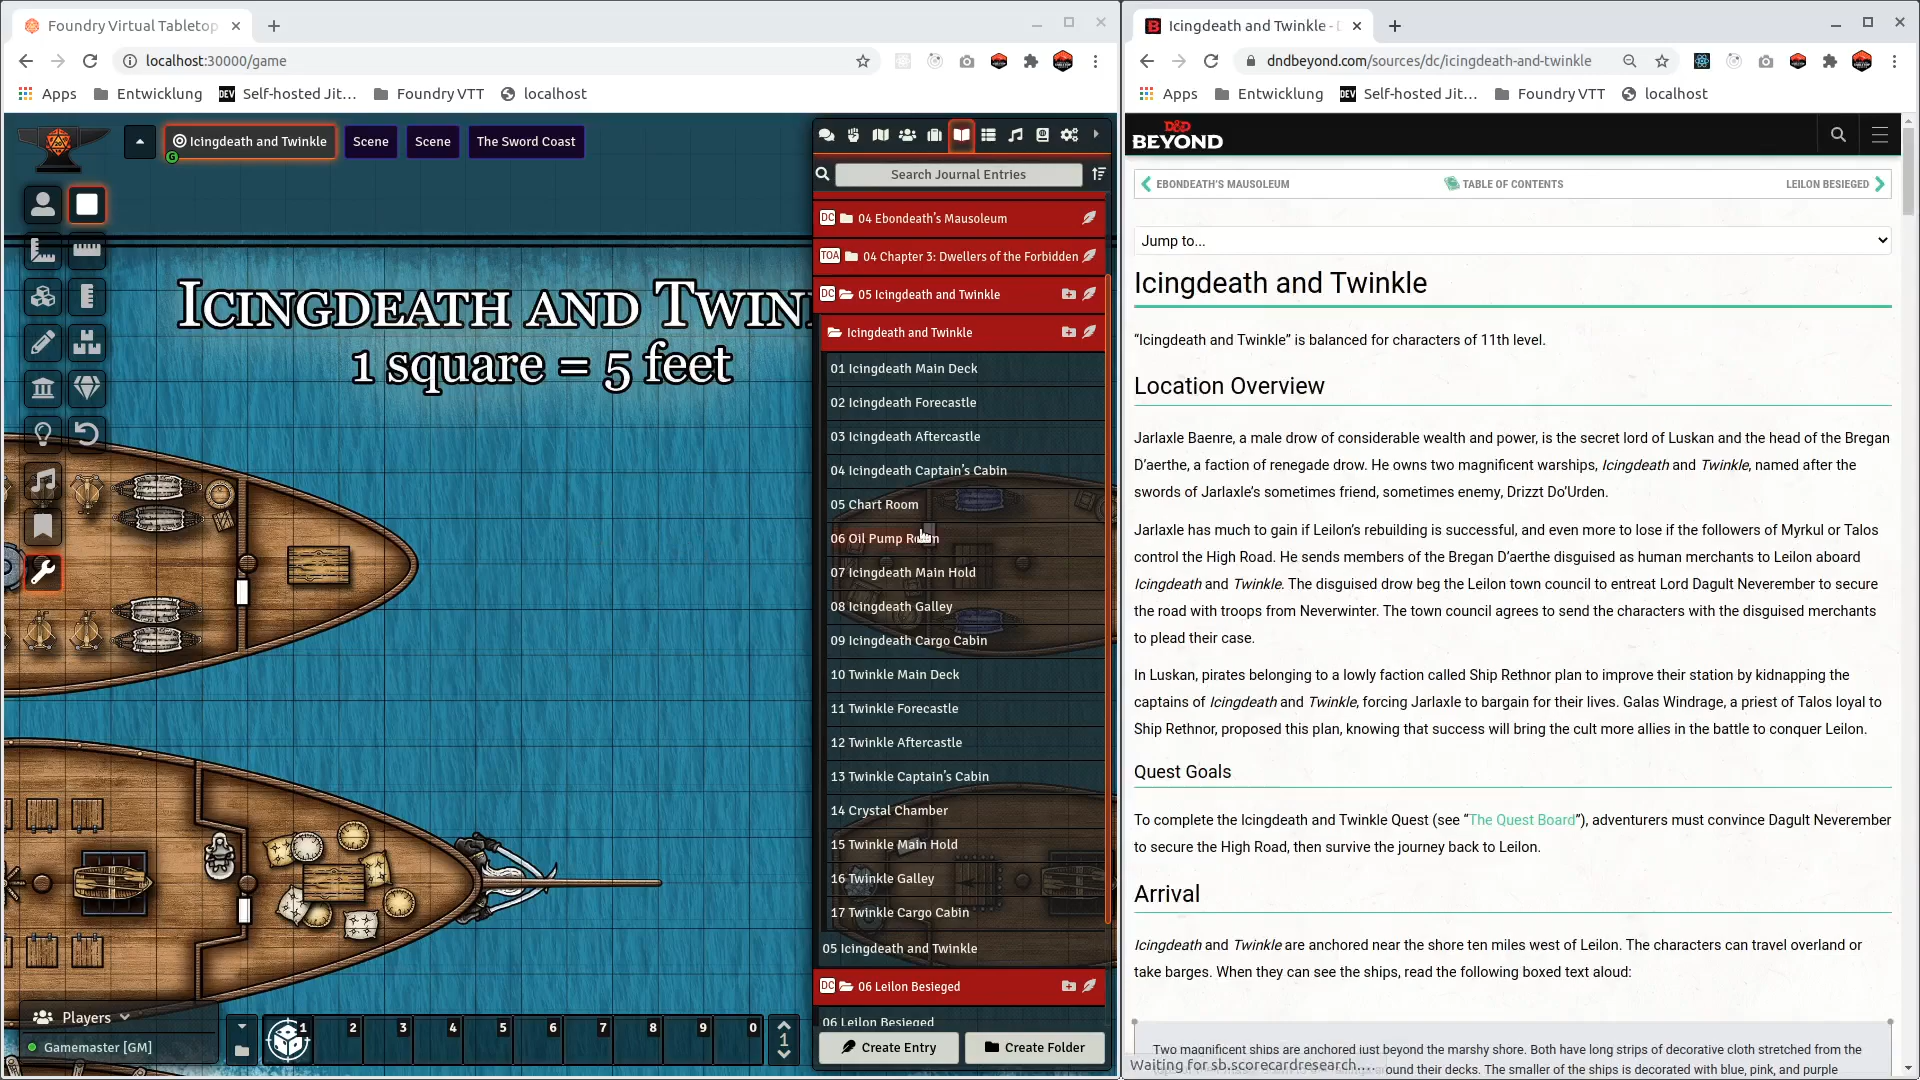 Foundry Virtual Tabletop
localhost:30000/game
Apps
Entwicklung
DEV
Self-hosted Jit…
Foundry VTT
localhost
Icingdeath and Twinkle
G
Scene
Scene
The Sword Coast
ICINGDEATH AND TWIN
1 square = 5 feet
Search Journal Entries
DC 04 Ebondeath’s Mausoleum
TOA 04 Chapter 3: Dwellers of the Forbidden
DC 05 Icingdeath and Twinkle
Icingdeath and Twinkle
01 Icingdeath Main Deck
02 Icingdeath Forecastle
03 Icingdeath Aftercastle
04 Icingdeath Captain’s Cabin
05 Chart Room
06 Oil Pump Room
07 Icingdeath Main Hold
08 Icingdeath Galley
09 Icingdeath Cargo Cabin
10 Twinkle Main Deck
11 Twinkle Forecastle
12 Twinkle Aftercastle
13 Twinkle Captain’s Cabin
14 Crystal Chamber
15 Twinkle Main Hold
16 Twinkle Galley
17 Twinkle Cargo Cabin
05 Icingdeath and Twinkle
DC 06 Leilon Besieged
06 Leilon Besieged
Create Entry
Create Folder
Players
Gamemaster [GM]
1 2 3 4 5 6 7 8 9 0
1
Icingdeath and Twinkle -
dndbeyond.com/sources/dc/icingdeath-and-twinkle
Apps
Entwicklung
DEV
Self-hosted Jit…
Foundry VTT
localhost
D&D
BEYOND
EBONDEATH'S MAUSOLEUM
TABLE OF CONTENTS
LEILON BESIEGED
Jump to...
Icingdeath and Twinkle
“Icingdeath and Twinkle” is balanced for characters of 11th level.
Location Overview
Jarlaxle Baenre, a male drow of considerable wealth and power, is the secret lord of Luskan and the head of the Bregan
D’aerthe, a faction of renegade drow. He owns two magnificent warships, Icingdeath and Twinkle, named after the
swords of Jarlaxle’s sometimes friend, sometimes enemy, Drizzt Do’Urden.
Jarlaxle has much to gain if Leilon’s rebuilding is successful, and even more to lose if the followers of Myrkul or Talos
control the High Road. He sends members of the Bregan D’aerthe disguised as human merchants to Leilon aboard
Icingdeath and Twinkle. The disguised drow beg the Leilon town council to entreat Lord Dagult Neverember to secure
the road with troops from Neverwinter. The town council agrees to send the characters with the disguised merchants
to plead their case.
In Luskan, pirates belonging to a lowly faction called Ship Rethnor plan to improve their station by kidnapping the
captains of Icingdeath and Twinkle, forcing Jarlaxle to bargain for their lives. Galas Windrage, a priest of Talos loyal to
Ship Rethnor, proposed this plan, knowing that success will bring the cult more allies in the battle to conquer Leilon.
Quest Goals
To complete the Icingdeath and Twinkle Quest (see “The Quest Board”), adventurers must convince Dagult Neverember
to secure the High Road, then survive the journey back to Leilon.
Arrival
Icingdeath and Twinkle are anchored near the shore ten miles west of Leilon. The characters can travel overland or
take barges. When they can see the ships, read the following boxed text aloud:
Two magnificent ships are anchored just beyond the marshy shore. Both have long strips of decorative cloth stretched from the
Waiting for sb.scorecardresearch.…
ound their decks. The smaller of the ships is decorated with blue, pink, and purple